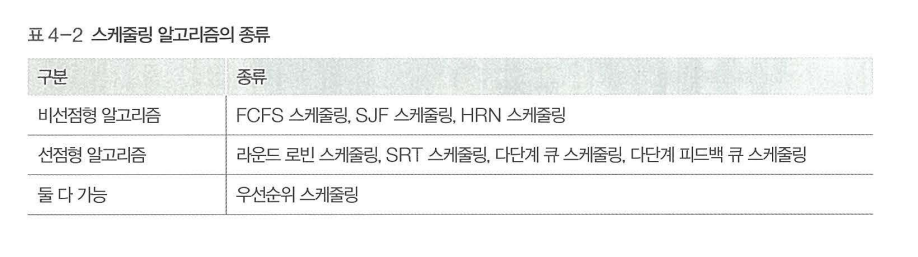 표 4-2 스케줄링 알고리즘의 종류
구분 종류
비선점형 알고리즘 FCFS 스케줄링, SJF 스케줄링, HRN 스케줄링
선점형 알고리즘 라운드 로빈 스케줄링, SRT 스케줄링, 다단계 큐 스케줄링, 다단계 피드백 큐 스케줄링
둘 다 가능 우선순위 스케줄링